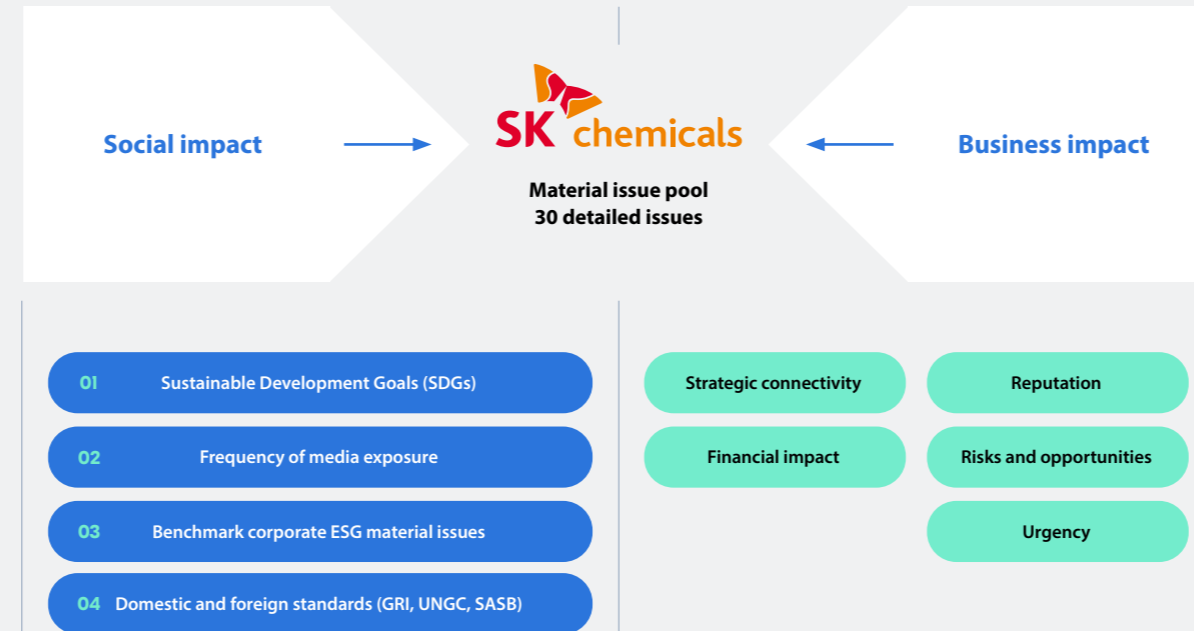 Social impact
SK chemicals
Material issue pool
30 detailed issues
Business impact
01 Sustainable Development Goals (SDGs)
02 Frequency of media exposure
03 Benchmark corporate ESG material issues
04 Domestic and foreign standards (GRI, UNGC, SASB)
Strategic connectivity
Reputation
Financial impact
Risks and opportunities
Urgency